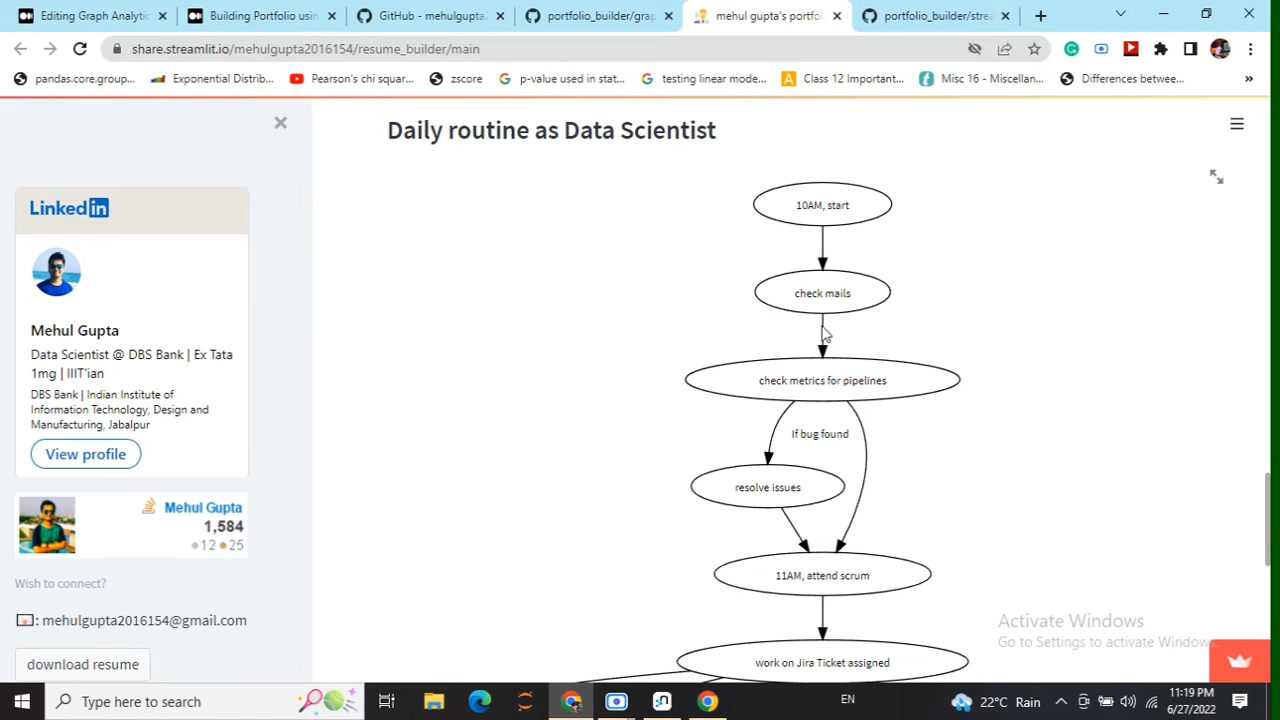 Editing Graph Analytic
Building Portfolio usin
GitHub - mehulgupta
portfolio_builder/grap
mehul gupta's portfo
portfolio_builder/strea
share.streamlit.io/mehulgupta2016154/resume_builder/main
pandas.core.group...
Exponential Distrib...
Pearson's chi squar...
zscore
p-value used in stat...
testing linear mode...
Class 12 Important...
Misc 16 - Miscellan...
Differences betwee...
»
Daily routine as Data Scientist
10AM, start
check mails
check metrics for pipelines
If bug found
resolve issues
11AM, attend scrum
work on Jira Ticket assigned
Linkedin
Mehul Gupta
Data Scientist @ DBS Bank | Ex Tata
1mg | IIIT'ian
DBS Bank | Indian Institute of
Information Technology, Design and
Manufacturing, Jabalpur
View profile
Mehul Gupta
1,584
12 25
Wish to connect?
📧: mehulgupta2016154@gmail.com
download resume
Activate Windows
Go to Settings to activate Windows.
Type here to search
EN
22°C Rain
11:19 PM
6/27/2022